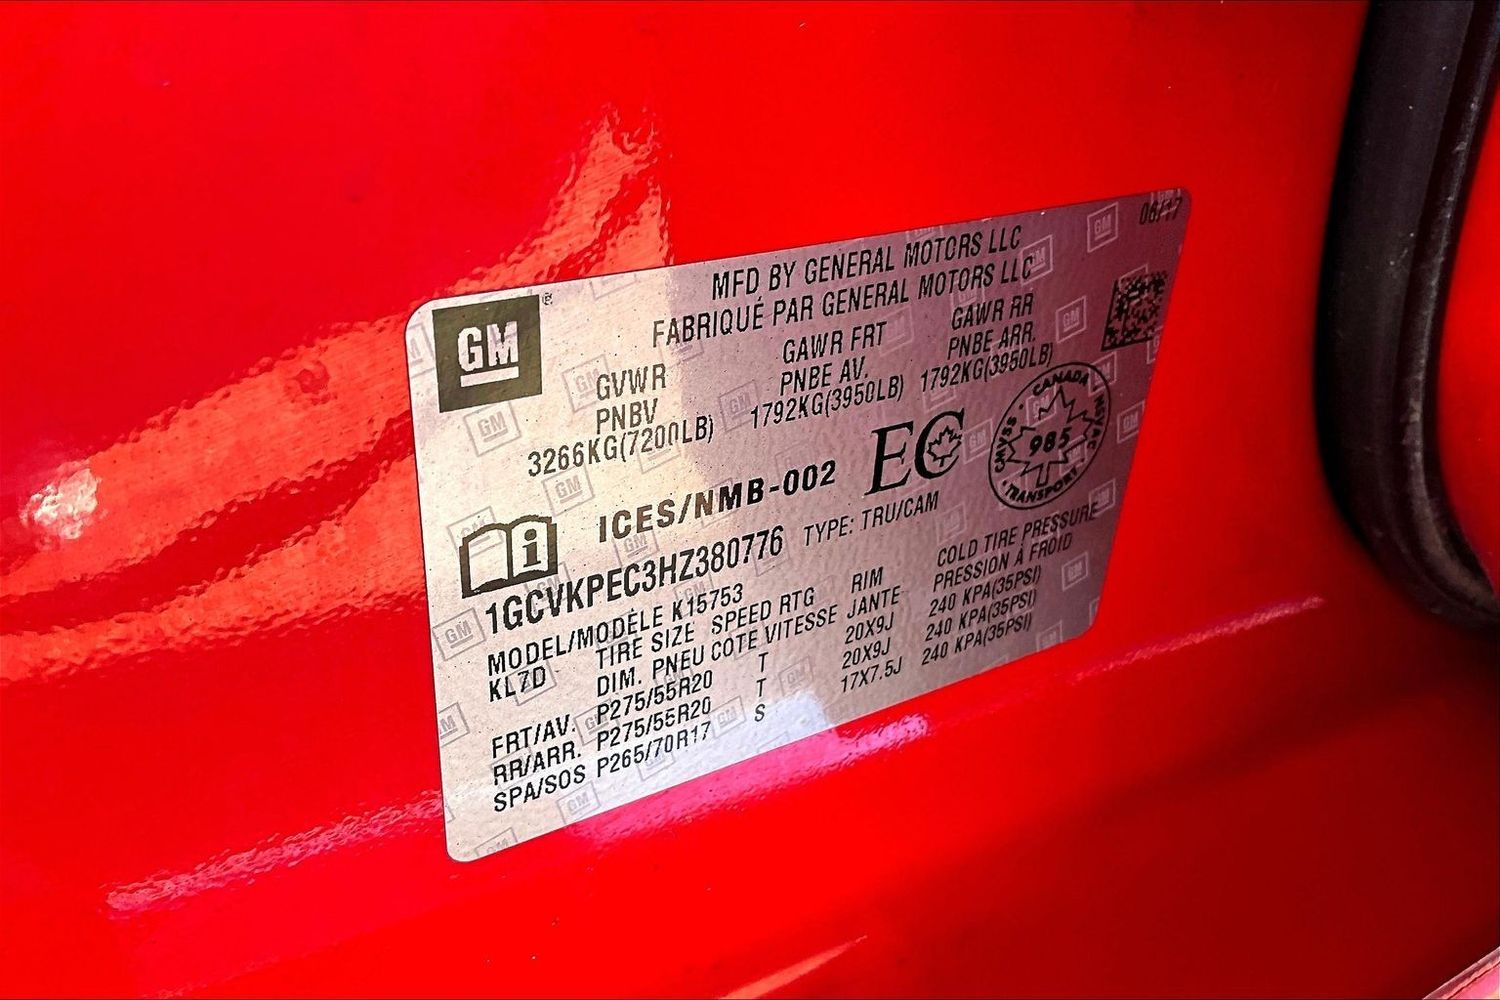 06/17
MFD BY GENERAL MOTORS LLC
FABRIQUÉ PAR GENERAL MOTORS LLC
GM
GVWR GAWR FRT GAWR RR
PNBV PNBE AV. PNBE ARR.
3266KG(7200LB) 1792KG(3950LB) 1792KG(3950LB)
ICES/NMB-002 EC
CANADA
NSVAC
985
SAWS
TRANSPORT
1GCVKPEC3HZ380776 TYPE: TRU/CAM
MODEL/MODÈLE K15753
KL7D TIRE SIZE SPEED RTG RIM COLD TIRE PRESSURE
DIM. PNEU COTE VITESSE JANTE PRESSION À FROID
FRT/AV. P275/55R20 T 20X9J 240 KPA(35PSI)
RR/ARR. P275/55R20 T 20X9J 240 KPA(35PSI)
SPA/SOS P265/70R17 S 17X7.5J 240 KPA(35PSI)